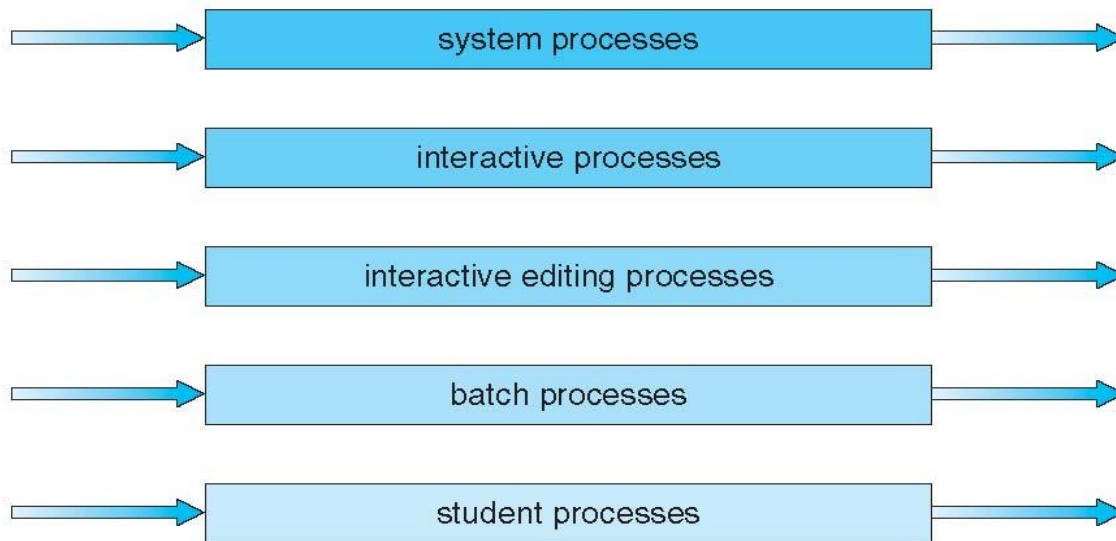 system processes
interactive processes
interactive editing processes
batch processes
student processes